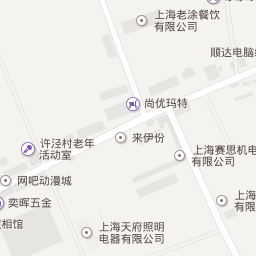 上海老涂餐饮
有限公司
顺达电脑
尚优玛特
来伊份
许泾村老年
活动室
上海赛思机电
有限公司
网吧动漫城
奕晖五金
相馆
上海
有限
上海天府照明
电器有限公司